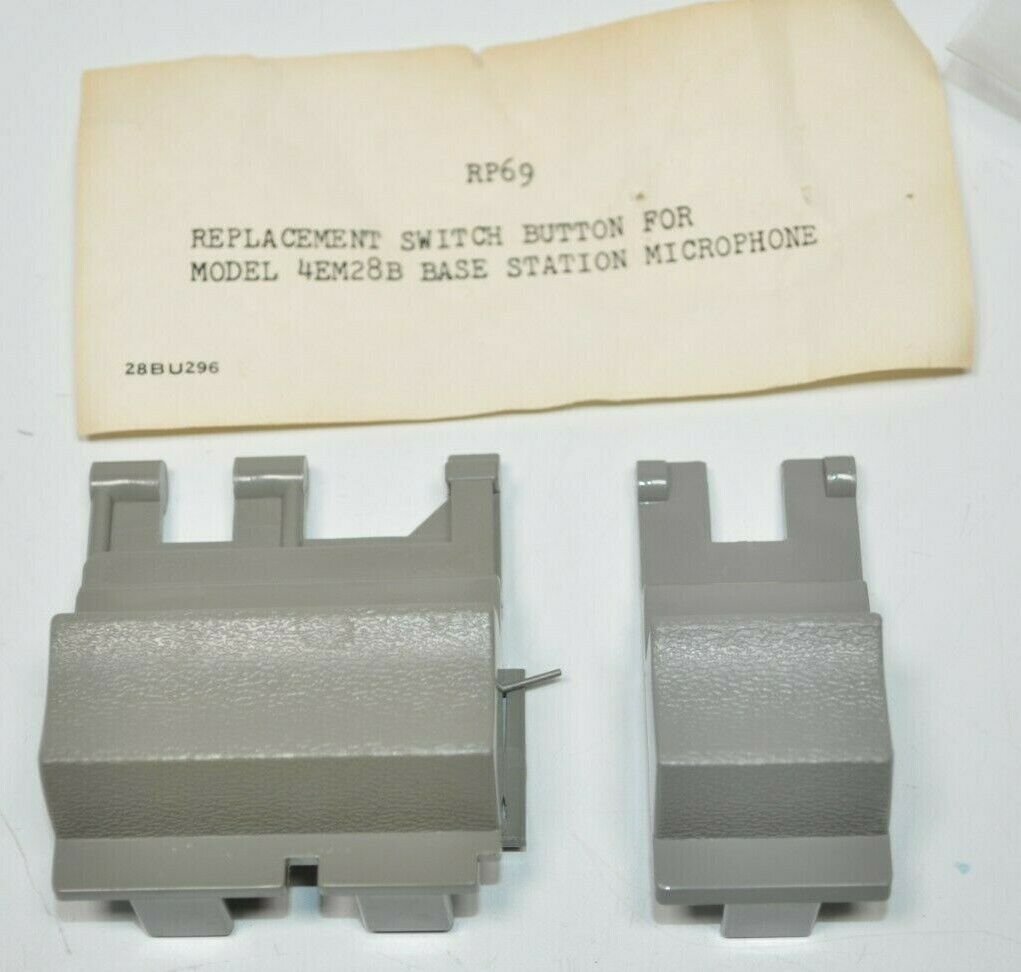 RP69
REPLACEMENT SWITCH BUTTON FOR
MODEL 4EM28B BASE STATION MICROPHONE
28BU296